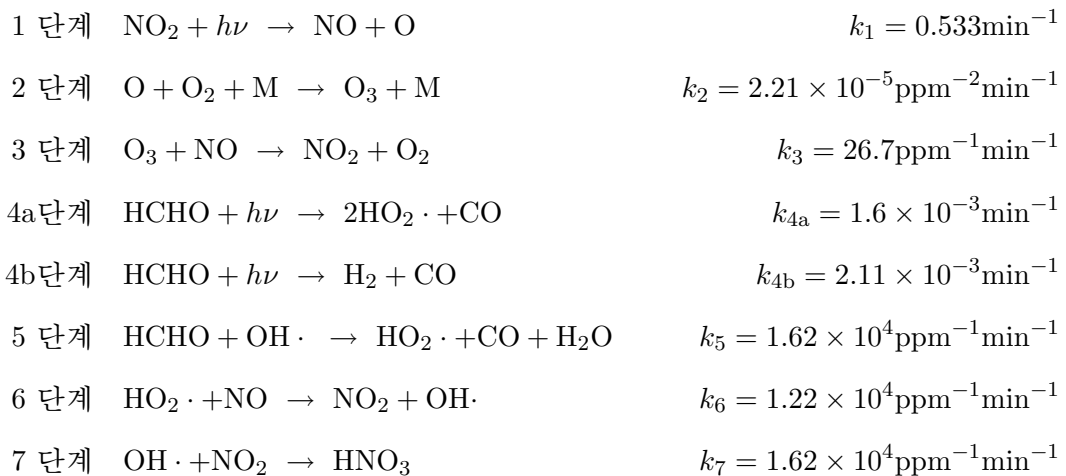 1 단계 NO₂ + hν → NO + O k₁ = 0.533min⁻¹
2 단계 O + O₂ + M → O₃ + M k₂ = 2.21 × 10⁻⁵ppm⁻²min⁻¹
3 단계 O₃ + NO → NO₂ + O₂ k₃ = 26.7ppm⁻¹min⁻¹
4a단계 HCHO + hν → 2HO₂ · +CO k₄ₐ = 1.6 × 10⁻³min⁻¹
4b단계 HCHO + hν → H₂ + CO k_4b = 2.11 × 10⁻³min⁻¹
5 단계 HCHO + OH · → HO₂ · +CO + H₂O k₅ = 1.62 × 10⁴ppm⁻¹min⁻¹
6 단계 HO₂ · +NO → NO₂ + OH· k₆ = 1.22 × 10⁴ppm⁻¹min⁻¹
7 단계 OH · +NO₂ → HNO₃ k₇ = 1.62 × 10⁴ppm⁻¹min⁻¹